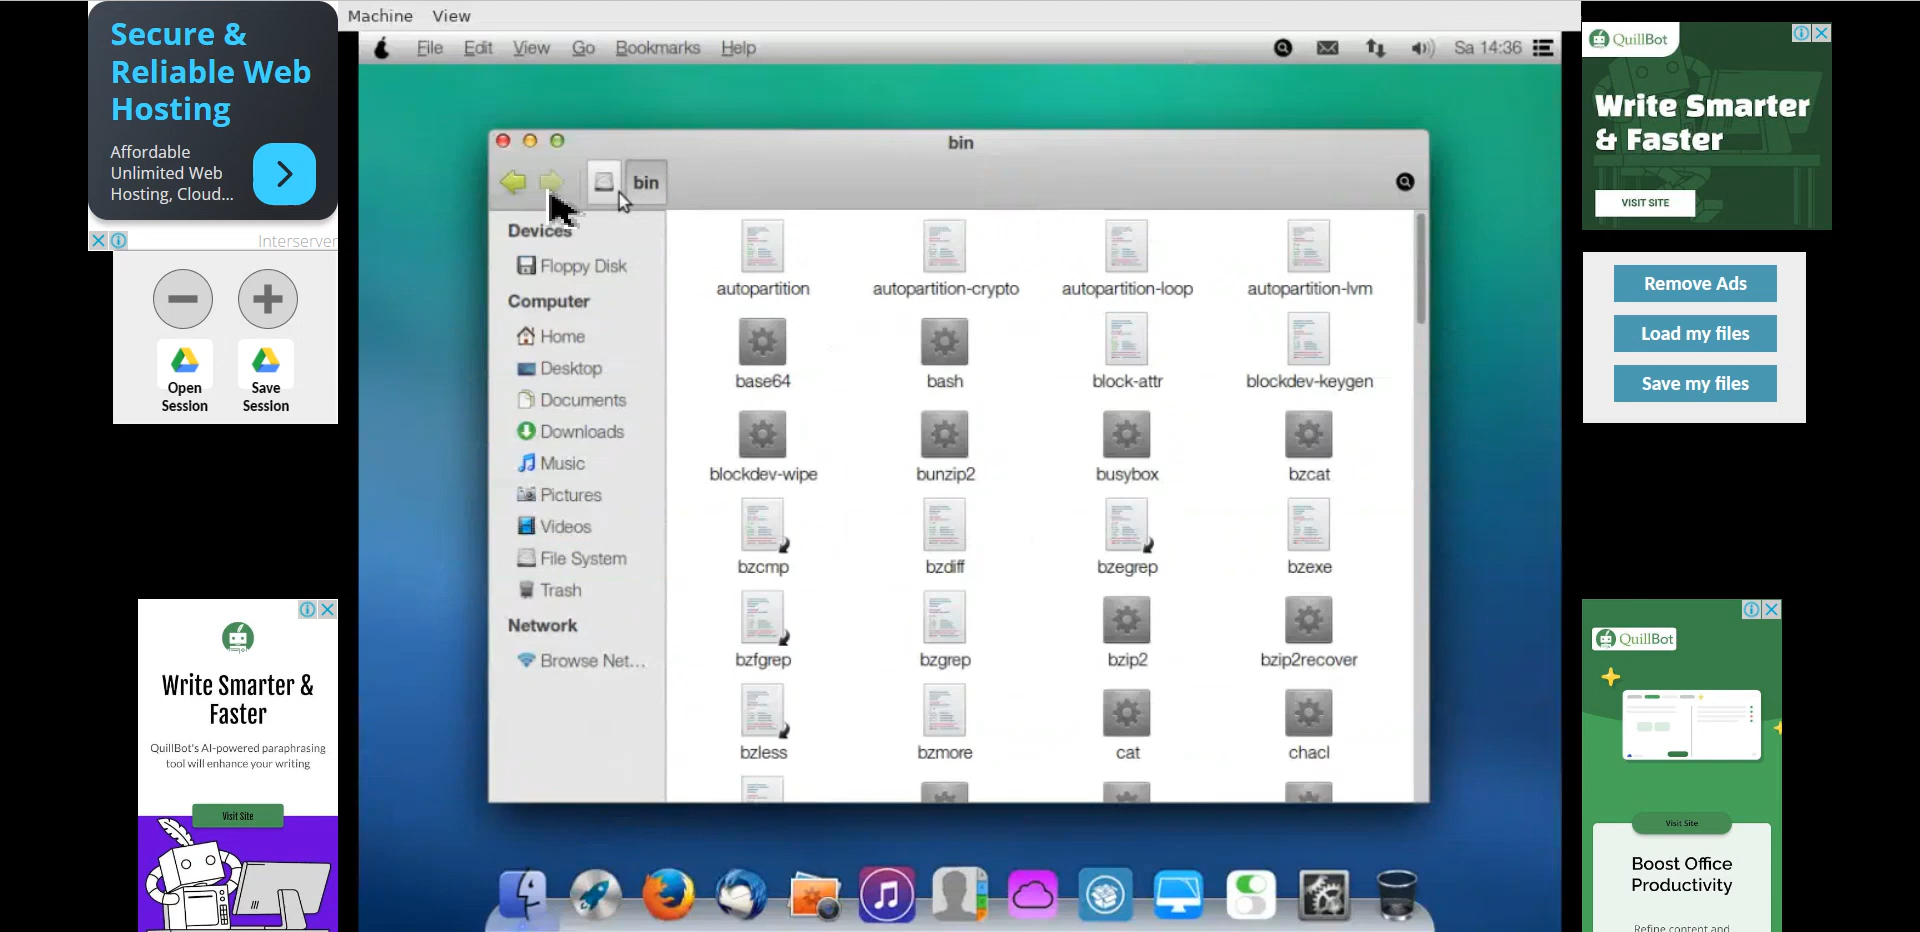 Secure &
Reliable Web
Hosting
Affordable
Unlimited Web
Hosting, Cloud...
Interserver
Open
Session
Save
Session
Write Smarter &
Faster
QuillBot's AI-powered paraphrasing
tool will enhance your writing
Visit Site
Machine View
File Edit View Go Bookmarks Help
Sa 14:36
bin
bin
Devices
Floppy Disk
Computer
Home
Desktop
Documents
Downloads
Music
Pictures
Videos
File System
Trash
Network
Browse Net...
autopartition autopartition-crypto autopartition-loop autopartition-lvm
base64 bash block-attr blockdev-keygen
blockdev-wipe bunzip2 busybox bzcat
bzcmp bzdiff bzegrep bzexe
bzfgrep bzgrep bzip2 bzip2recover
bzless bzmore cat chacl
QuillBot
Write Smarter
& Faster
VISIT SITE
Remove Ads
Load my files
Save my files
QuillBot
Visit Site
Boost Office
Productivity
Refine content and